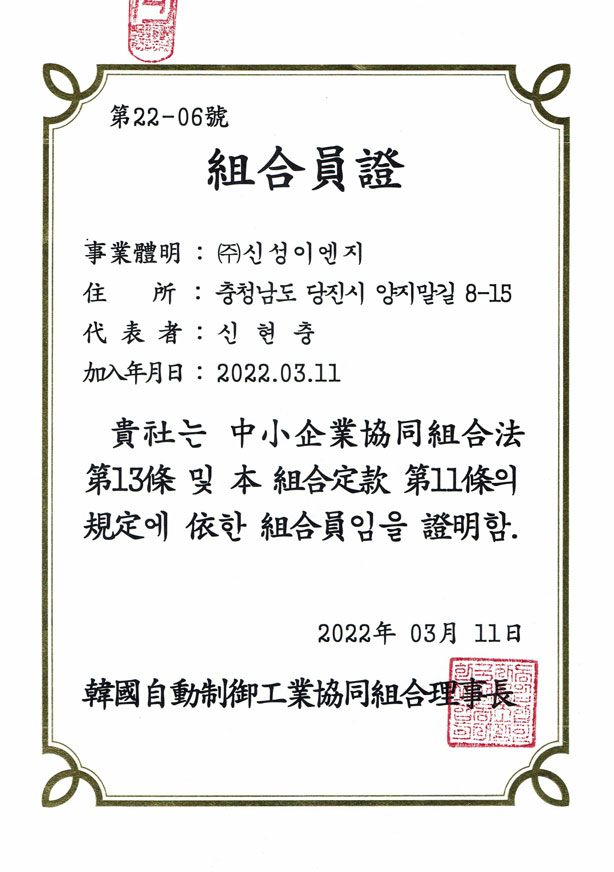 第22-06號
組合員證
事業體明 : ㈜신성이엔지
住 所 : 충청남도 당진시 양지말길 8-15
代 表 者 : 신 현 충
加入年月日 : 2022.03.11
貴社는 中小企業協同組合法
第13條 및 本 組合定款 第11條의
規定에 依한 組合員임을 證明함.
2022年 03月 11日
韓國自動制御工業協同組合理事長